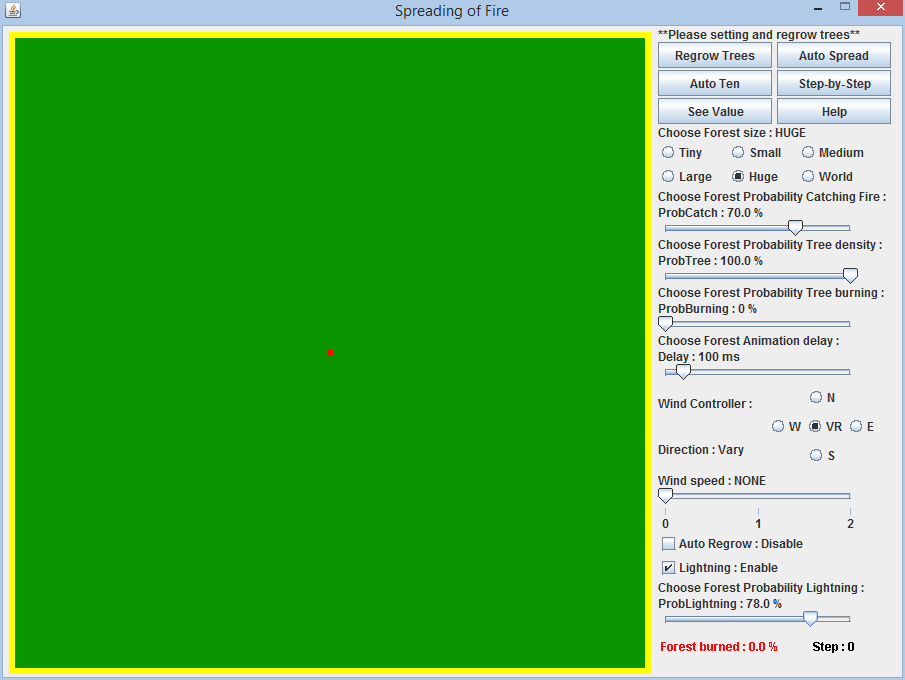 Spreading of Fire
**Please setting and regrow trees**
Regrow Trees Auto Spread
Auto Ten Step-by-Step
See Value Help
Choose Forest size : HUGE
Tiny Small Medium
Large Huge World
Choose Forest Probability Catching Fire :
ProbCatch : 70.0 %
Choose Forest Probability Tree density :
ProbTree : 100.0 %
Choose Forest Probability Tree burning :
ProbBurning : 0 %
Choose Forest Animation delay :
Delay : 100 ms
N
Wind Controller :
W VR E
Direction : Vary
S
Wind speed : NONE
0 1 2
Auto Regrow : Disable
Lightning : Enable
Choose Forest Probability Lightning :
ProbLightning : 78.0 %
Forest burned : 0.0 % Step : 0